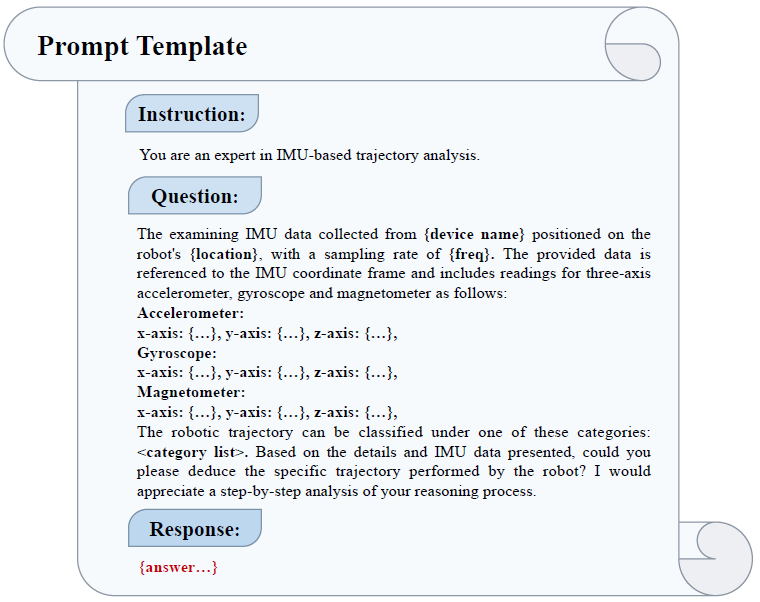 Prompt Template
Instruction:
You are an expert in IMU-based trajectory analysis.
Question:
The examining IMU data collected from {device name} positioned on the
robot's {location}, with a sampling rate of {freq}. The provided data is
referenced to the IMU coordinate frame and includes readings for three-axis
accelerometer, gyroscope and magnetometer as follows:
Accelerometer:
x-axis: {…}, y-axis: {…}, z-axis: {…},
Gyroscope:
x-axis: {…}, y-axis: {…}, z-axis: {…},
Magnetometer:
x-axis: {…}, y-axis: {…}, z-axis: {…},
The robotic trajectory can be classified under one of these categories:
<category list>. Based on the details and IMU data presented, could you
please deduce the specific trajectory performed by the robot? I would
appreciate a step-by-step analysis of your reasoning process.
Response:
{answer…}